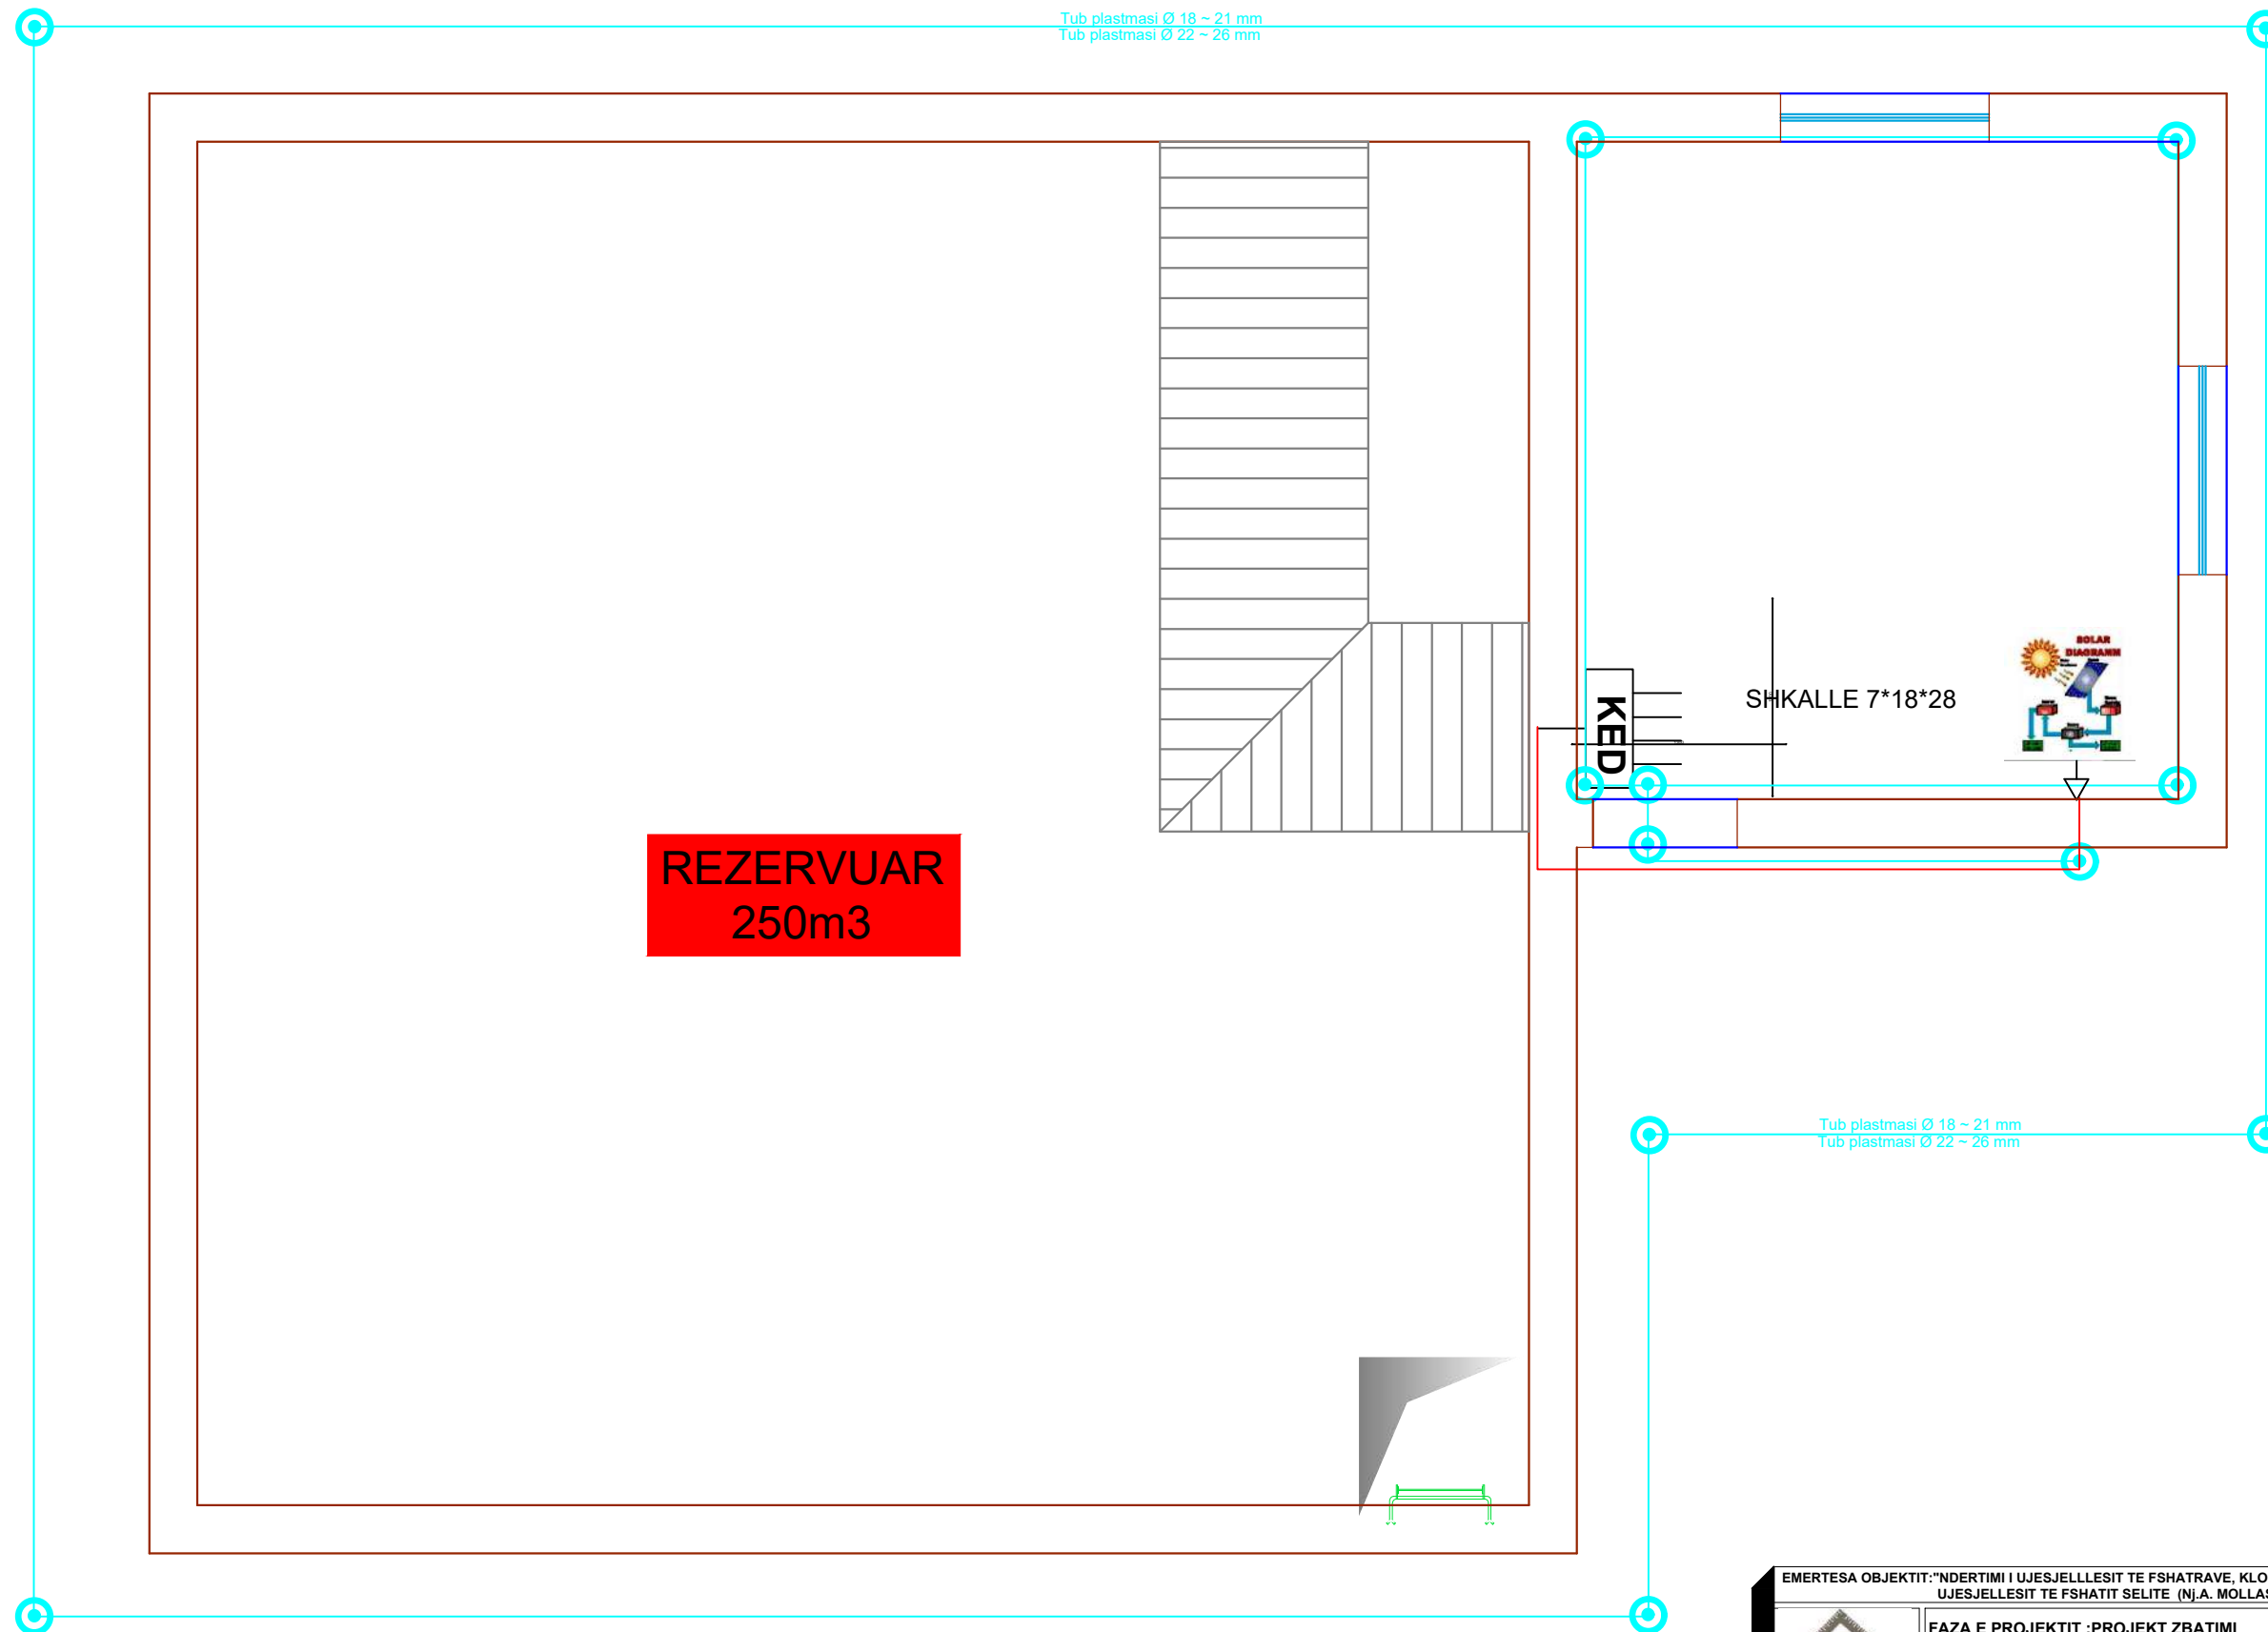 Tub plastmasi Ø 18 ~ 21 mm
Tub plastmasi Ø 22 ~ 26 mm
SOLAR
DIAGRAMM
SHKALLE 7*18*28
KED
REZERVUAR
250m3
Tub plastmasi Ø 18 ~ 21 mm
Tub plastmasi Ø 22 ~ 26 mm
EMERTESA OBJEKTIT:"NDERTIMI I UJESJELLLESIT TE FSHATRAVE, KLO
UJESJELLESIT TE FSHATIT SELITE (Nj.A. MOLLAS
FAZA E PROJEKTIT :PROJEKT ZBATIMI